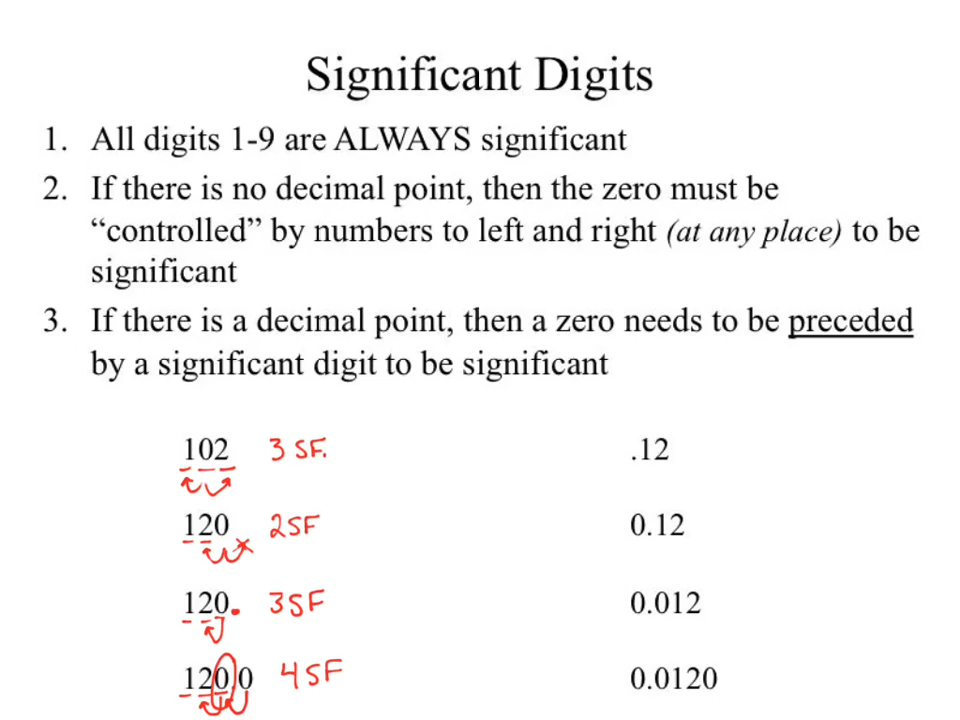 Significant Digits
1. All digits 1-9 are ALWAYS significant
2. If there is no decimal point, then the zero must be
“controlled” by numbers to left and right (at any place) to be
significant
3. If there is a decimal point, then a zero needs to be preceded
by a significant digit to be significant
102 3 SF. .12
120 2SF 0.12
120. 3SF 0.012
120.0 4SF 0.0120